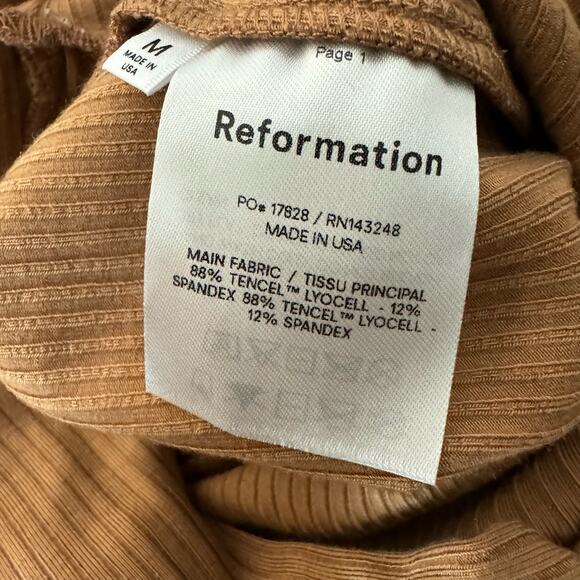 M
MADE IN
USA
Page 1
Reformation
PO# 17628 / RN143248
MADE IN USA
MAIN FABRIC / TISSU PRINCIPAL
88% TENCEL™ LYOCELL - 12%
SPANDEX 88% TENCEL™ LYOCELL -
12% SPANDEX